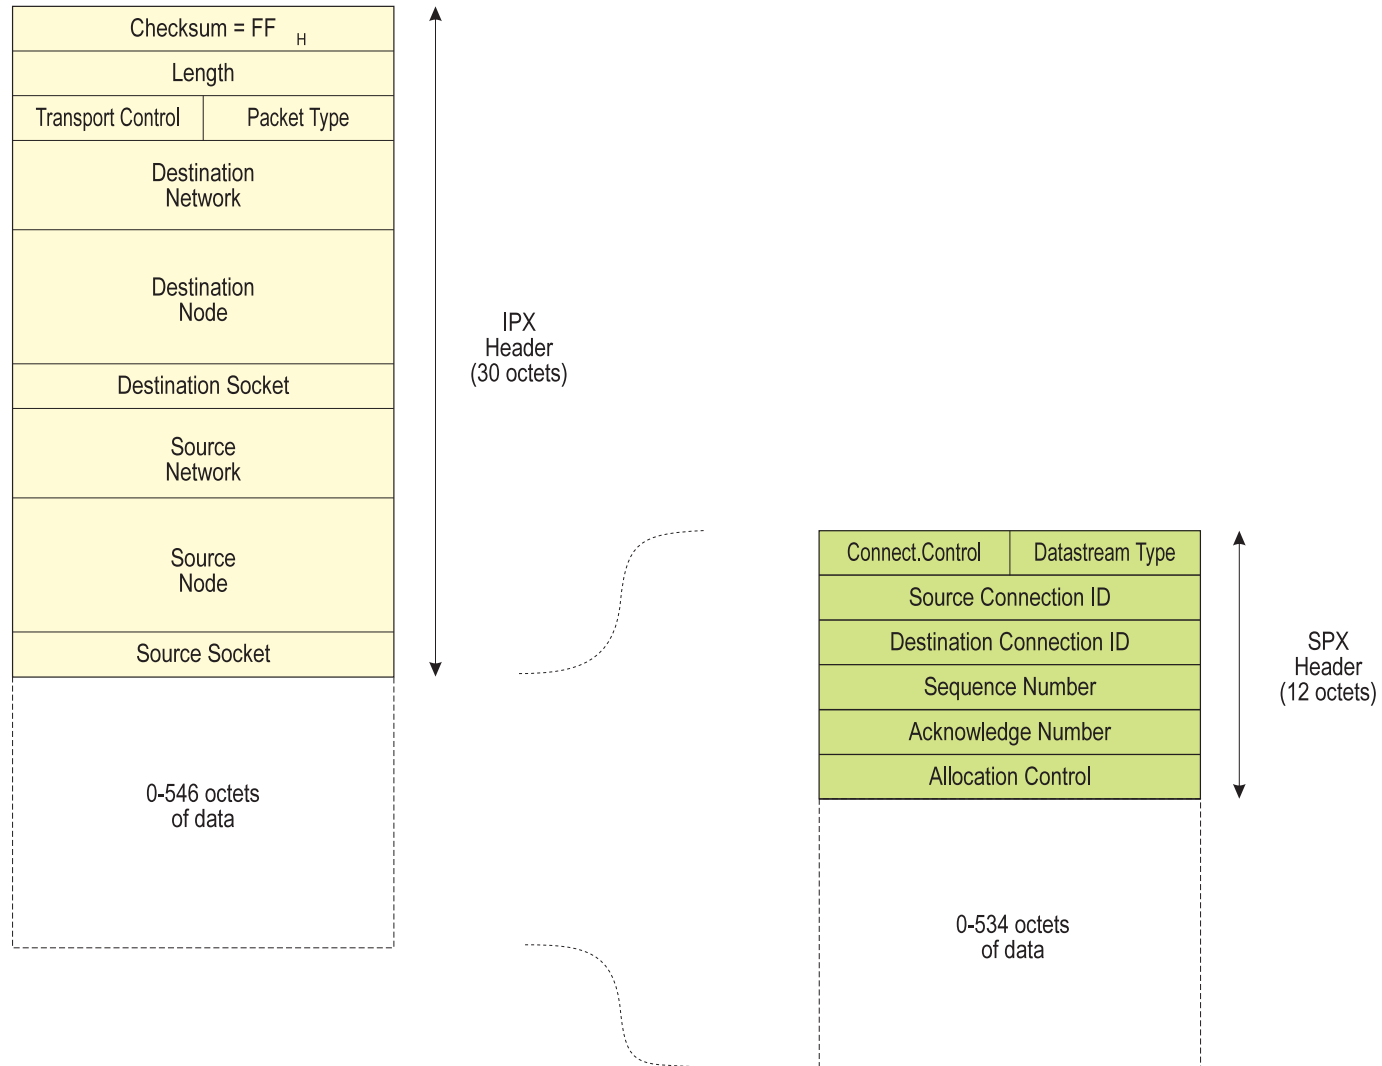 Checksum = FF H
Length
Transport Control
Packet Type
Destination
Network
Destination
Node
Destination Socket
Source
Network
Source
Node
Source Socket
0-546 octets
of data
IPX
Header
(30 octets)
Connect.Control
Datastream Type
Source Connection ID
Destination Connection ID
Sequence Number
Acknowledge Number
Allocation Control
0-534 octets
of data
SPX
Header
(12 octets)